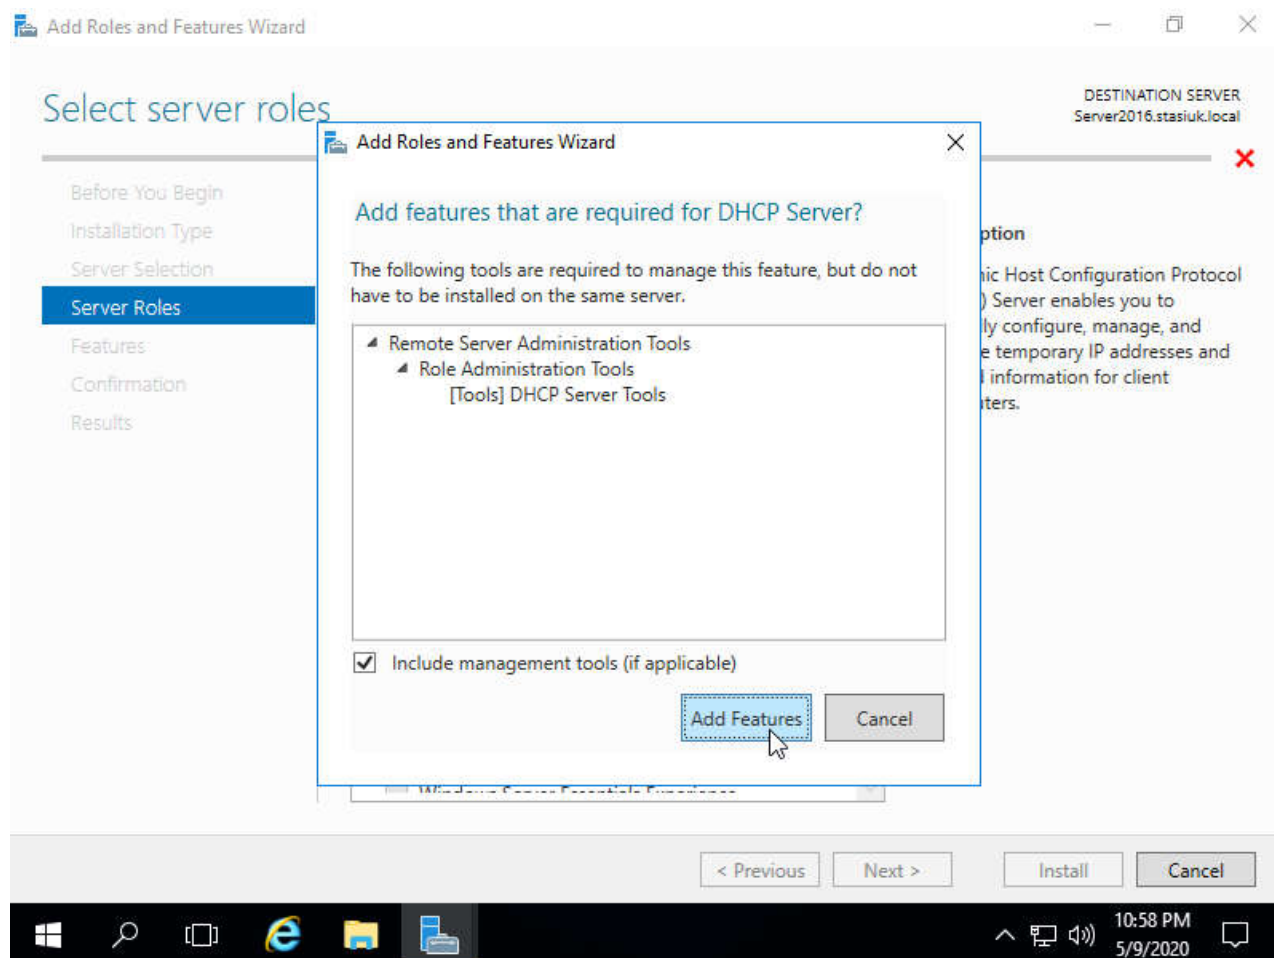 Add Roles and Features Wizard
Select server roles
DESTINATION SERVER
Server2016.stasiuk.local
Before You Begin
Installation Type
Server Selection
Server Roles
Features
Confirmation
Results
Add Roles and Features Wizard
Add features that are required for DHCP Server?
The following tools are required to manage this feature, but do not
have to be installed on the same server.
Remote Server Administration Tools
Role Administration Tools
[Tools] DHCP Server Tools
Include management tools (if applicable)
Add Features
Cancel
ption
nic Host Configuration Protocol
) Server enables you to
lly configure, manage, and
e temporary IP addresses and
information for client
ters.
Windows Server Essentials Experience
< Previous
Next >
Install
Cancel
10:58 PM
5/9/2020